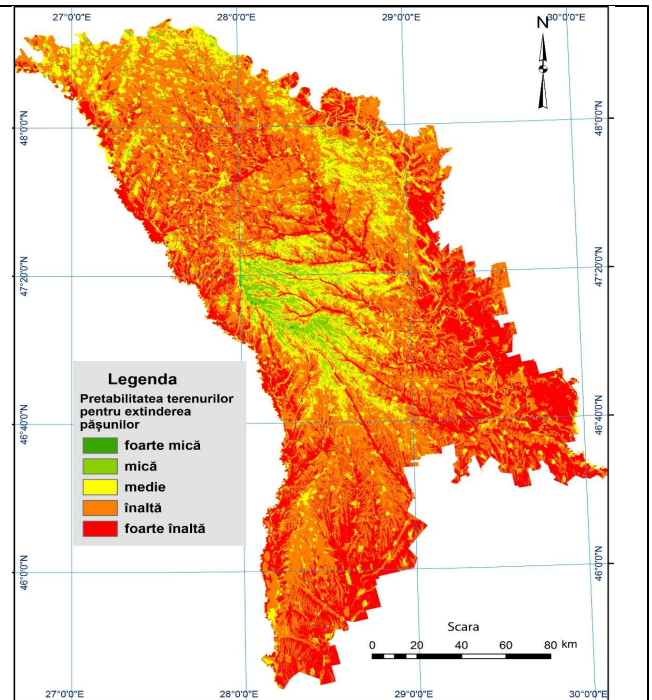 27°0'0"E 28°0'0"E 29°0'0"E 30°0'0"E
N
48°0'0"N 48°0'0"N
47°20'0"N 47°20'0"N
Legenda
Pretabilitatea terenurilor
pentru extinderea
pășunilor
foarte mică
mică
medie
înaltă
foarte înaltă
46°40'0"N 46°40'0"N
46°0'0"N 46°0'0"N
Scara
0 20 40 60 80 km
27°0'0"E 28°0'0"E 29°0'0"E 30°0'0"E